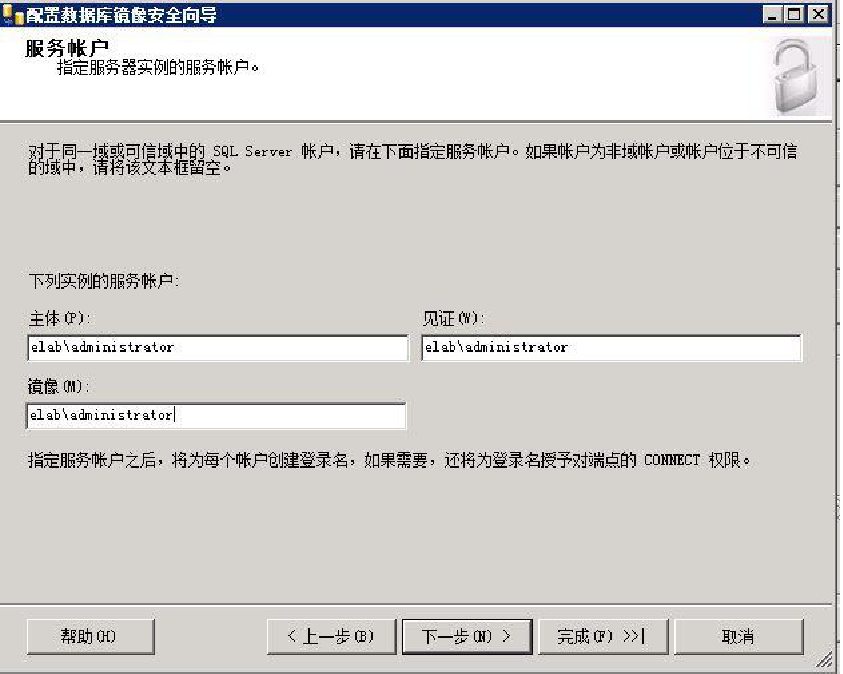 配置数据库镜像安全向导
服务帐户
指定服务器实例的服务帐户。
对于同一域或可信域中的 SQL Server 帐户，请在下面指定服务帐户。如果帐户为非域帐户或帐户位于不可信
的域中，请将该文本框留空。
下列实例的服务帐户:
主体(P): 见证(W):
elab\administrator elab\administrator
镜像(M):
elab\administrator
指定服务帐户之后，将为每个帐户创建登录名，如果需要，还将为登录名授予对端点的 CONNECT 权限。
帮助(H) < 上一步(B) 下一步(N) > 完成(F) >>| 取消